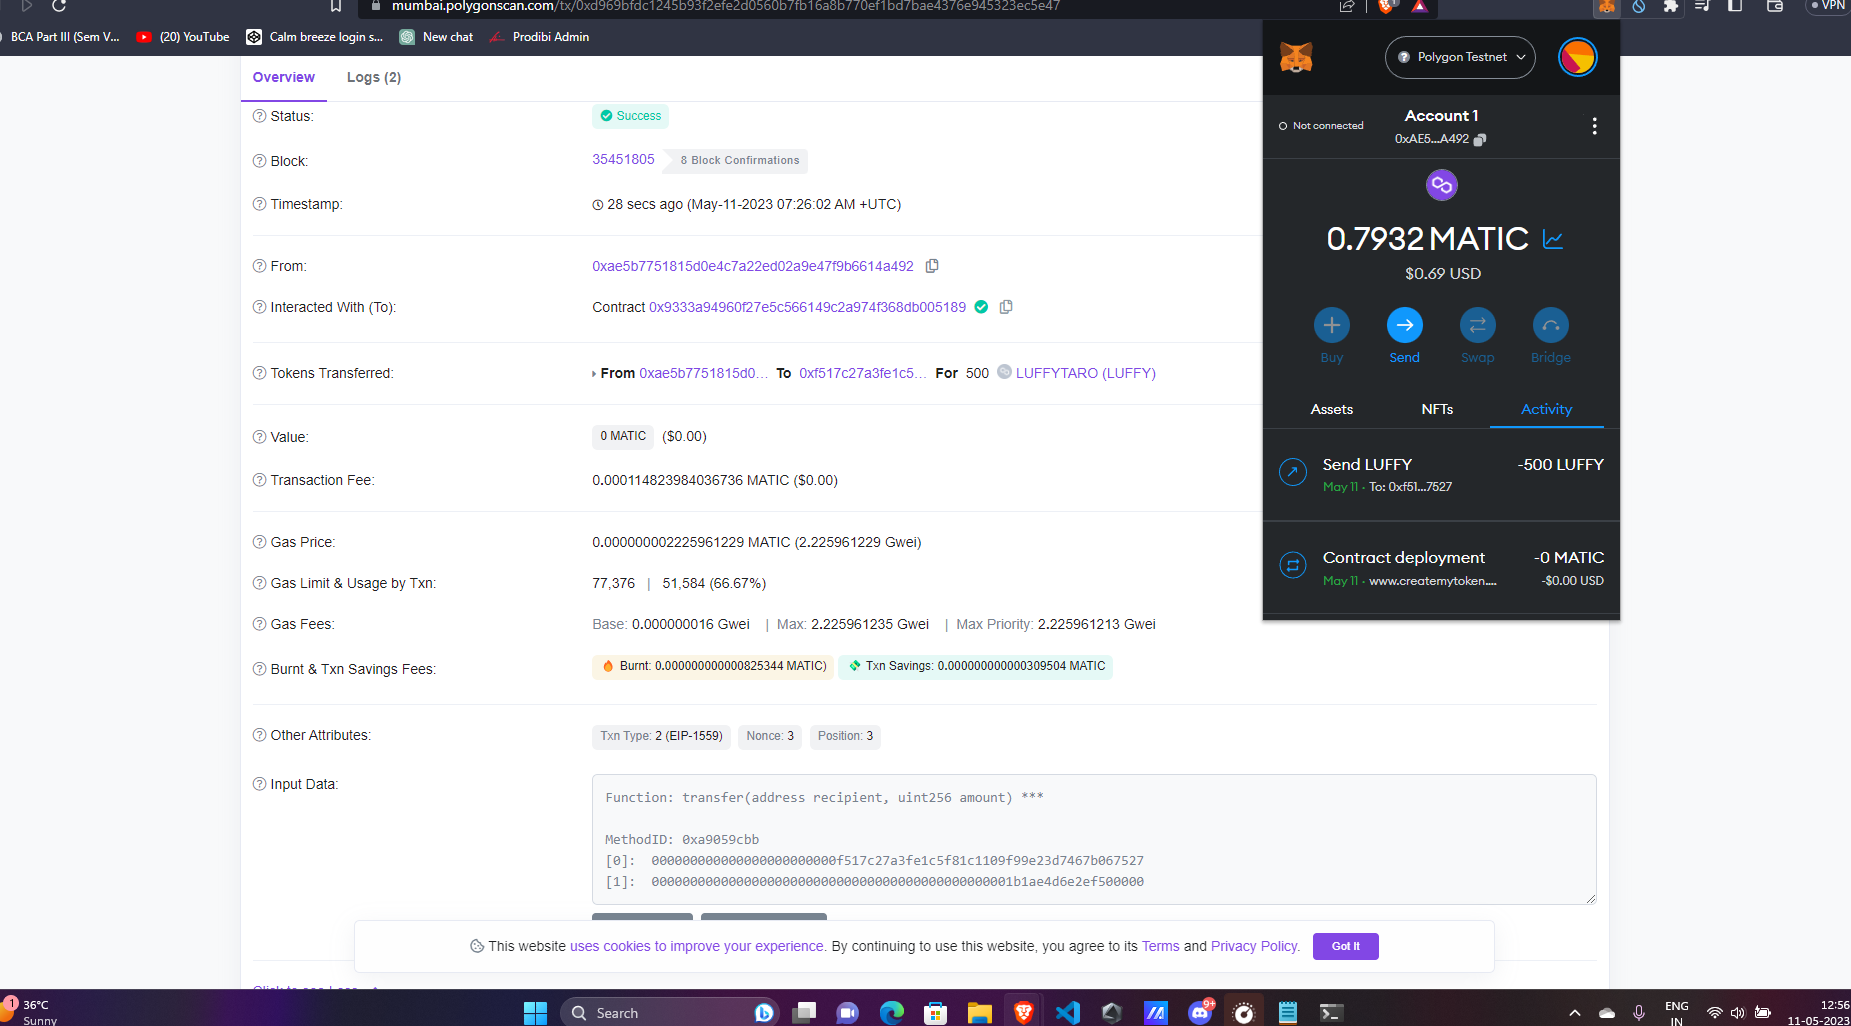 mumbai.polygonscan.com/tx/0xd969bfdc1245b93f2efe2d0560b7fb16a8b770ef1bd7bae4376e945323ec5e47
VPN
BCA Part III (Sem V...
(20) YouTube
Calm breeze login s...
New chat
Prodibi Admin
Overview
Logs (2)
Status:
Success
Block:
35451805
8 Block Confirmations
Timestamp:
28 secs ago (May-11-2023 07:26:02 AM +UTC)
From:
0xae5b7751815d0e4c7a22ed02a9e47f9b6614a492
Interacted With (To):
Contract 0x9333a94960f27e5c566149c2a974f368db005189
Tokens Transferred:
From 0xae5b7751815d0... To 0xf517c27a3fe1c5... For 500 LUFFYTARO (LUFFY)
Value:
0 MATIC ($0.00)
Transaction Fee:
0.000114823984036736 MATIC ($0.00)
Gas Price:
0.000000002225961229 MATIC (2.225961229 Gwei)
Gas Limit & Usage by Txn:
77,376 | 51,584 (66.67%)
Gas Fees:
Base: 0.000000016 Gwei | Max: 2.225961235 Gwei | Max Priority: 2.225961213 Gwei
Burnt & Txn Savings Fees:
Burnt: 0.000000000000825344 MATIC)
Txn Savings: 0.000000000000309504 MATIC
Other Attributes:
Txn Type: 2 (EIP-1559)
Nonce: 3
Position: 3
Input Data:
Function: transfer(address recipient, uint256 amount) ***
MethodID: 0xa9059cbb
[0]: 000000000000000000000000f517c27a3fe1c5f81c1109f99e23d7467b067527
[1]: 00000000000000000000000000000000000000000000001b1ae4d6e2ef500000
This website uses cookies to improve your experience. By continuing to use this website, you agree to its Terms and Privacy Policy.
Got It
Polygon Testnet
Not connected
Account 1
0xAE5...A492
0.7932 MATIC
$0.69 USD
Buy
Send
Swap
Bridge
Assets
NFTs
Activity
Send LUFFY
-500 LUFFY
May 11 · To: 0xf51...7527
Contract deployment
-0 MATIC
May 11 · www.createmytoken....
-$0.00 USD
1
36°C
Sunny
Search
9+
ENG
IN
12:56
11-05-2023